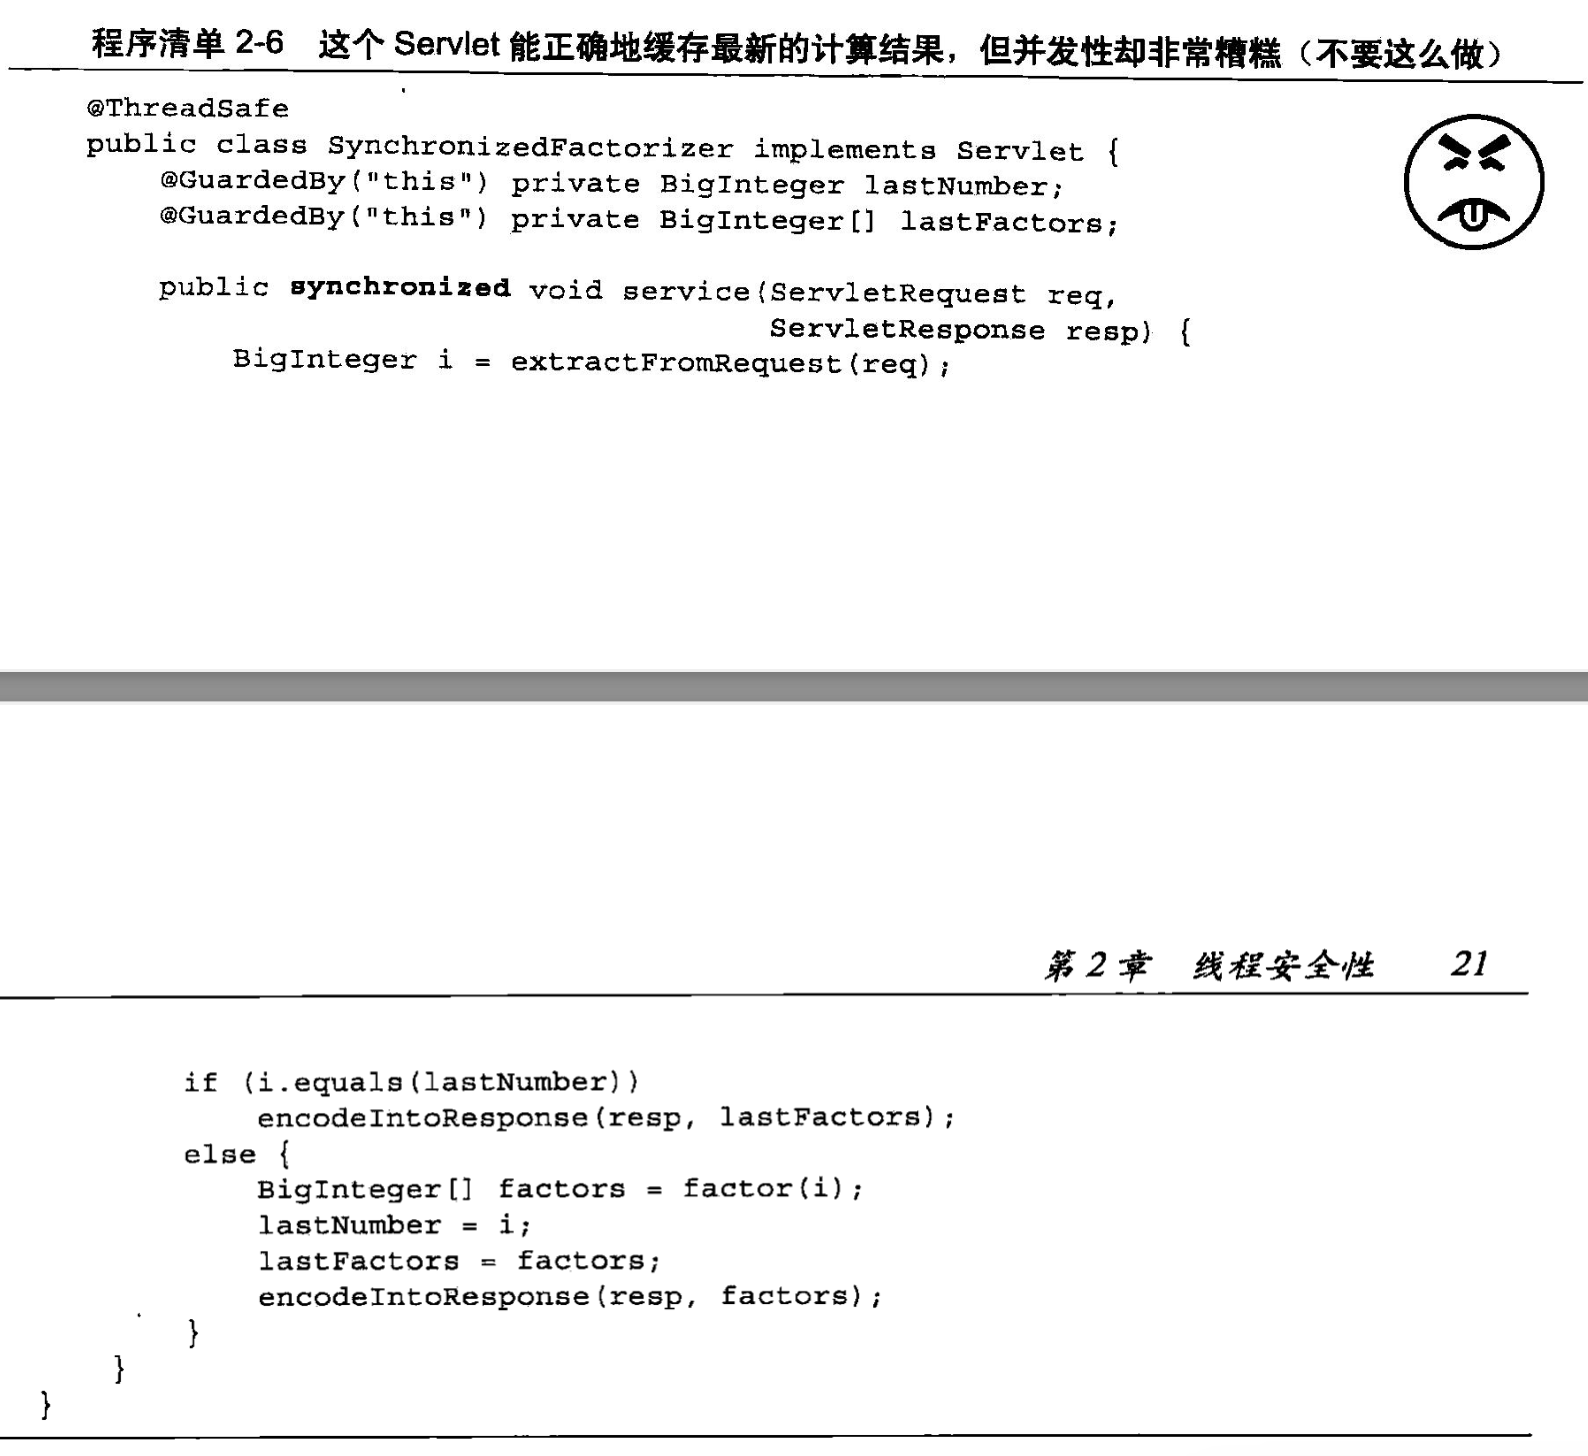 程序清单 2-6 这个 Servlet 能正确地缓存最新的计算结果，但并发性却非常糟糕（不要这么做）
@ThreadSafe
public class SynchronizedFactorizer implements Servlet {
    @GuardedBy("this") private BigInteger lastNumber;
    @GuardedBy("this") private BigInteger[] lastFactors;
    public synchronized void service(ServletRequest req,
                                     ServletResponse resp) {
        BigInteger i = extractFromRequest(req);
第 2 章 线程安全性 21
        if (i.equals(lastNumber))
            encodeIntoResponse(resp, lastFactors);
        else {
            BigInteger[] factors = factor(i);
            lastNumber = i;
            lastFactors = factors;
            encodeIntoResponse(resp, factors);
        }
    }
}